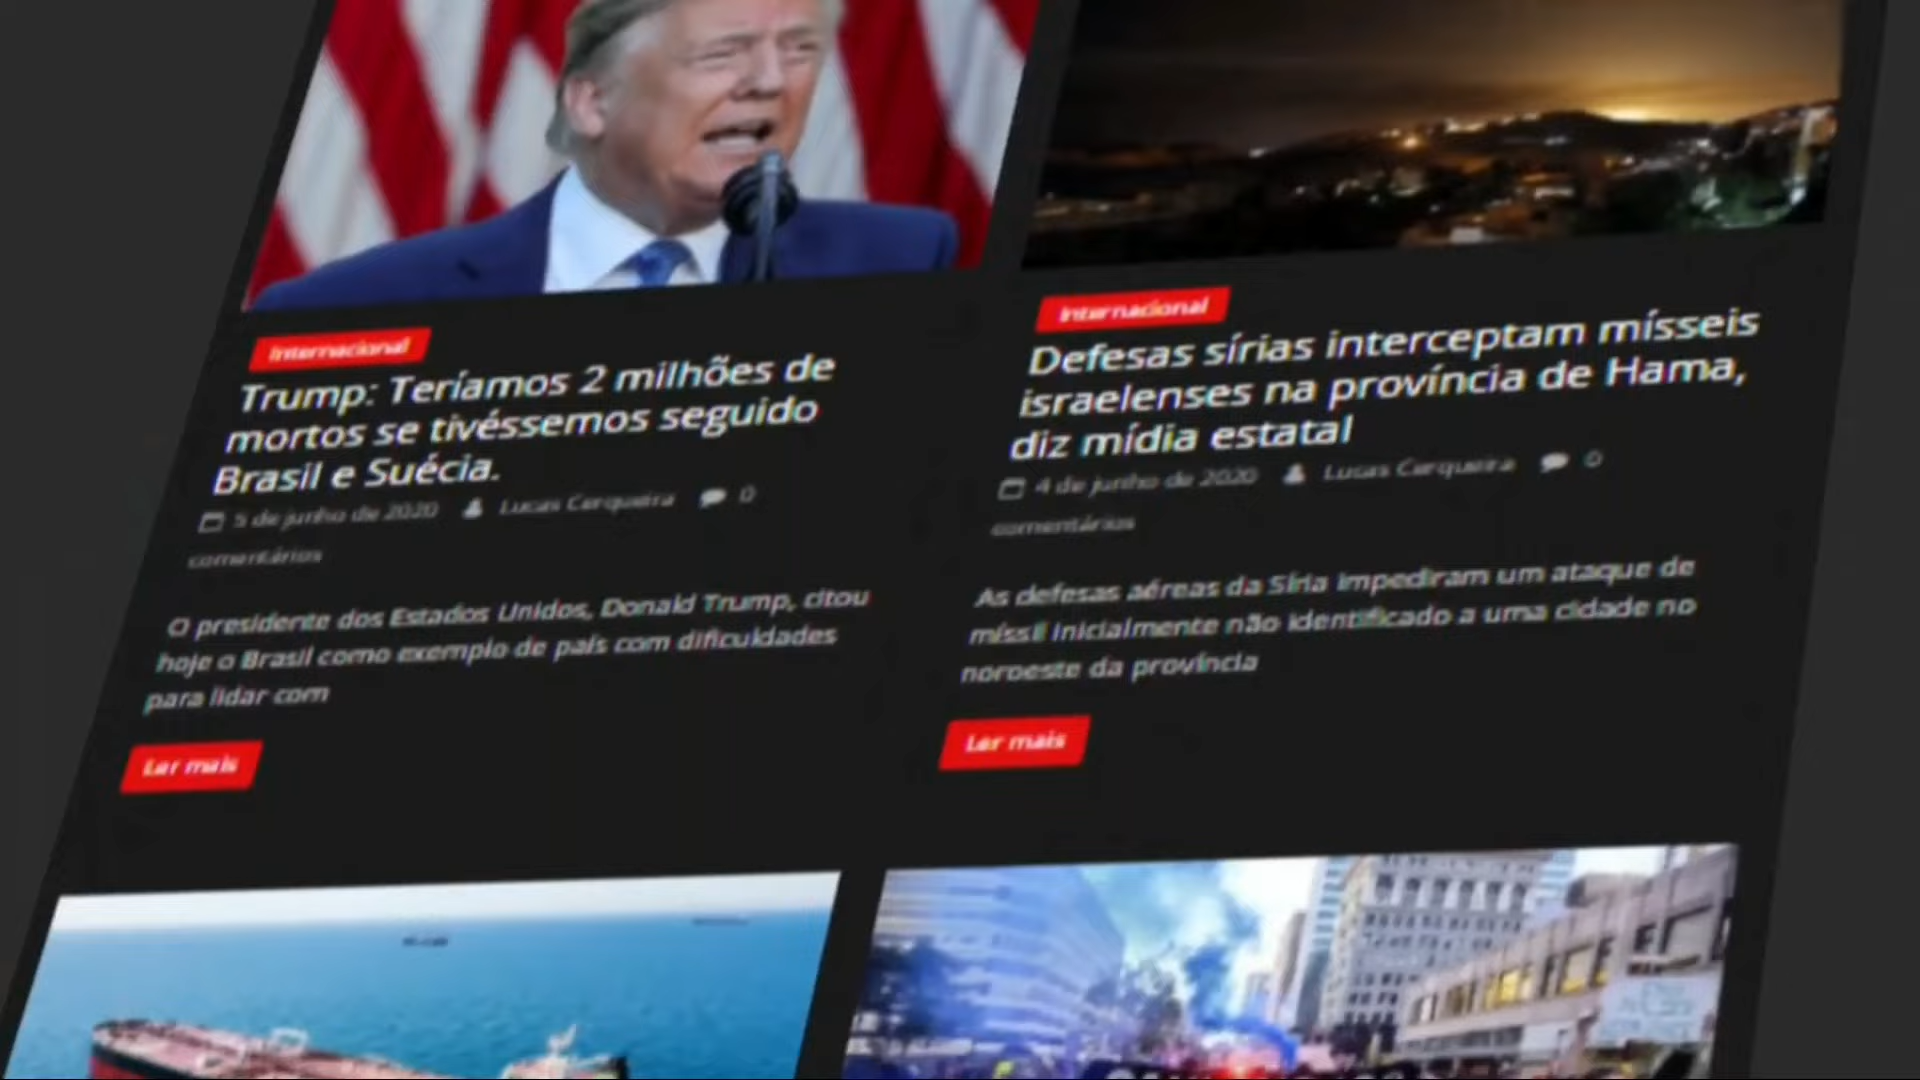 Internacional
Trump: Teríamos 2 milhões de
mortos se tivéssemos seguido
Brasil e Suécia.
5 de junho de 2020 Lucas Cerqueira 0
comentários
O presidente dos Estados Unidos, Donald Trump, citou
hoje o Brasil como exemplo de país com dificuldades
para lidar com
Ler mais
Internacional
Defesas sírias interceptam mísseis
israelenses na província de Hama,
diz mídia estatal
4 de junho de 2020 Lucas Cerqueira 0
comentários
As defesas aéreas da Síria impediram um ataque de
míssil inicialmente não identificado a uma cidade no
noroeste da província
Ler mais